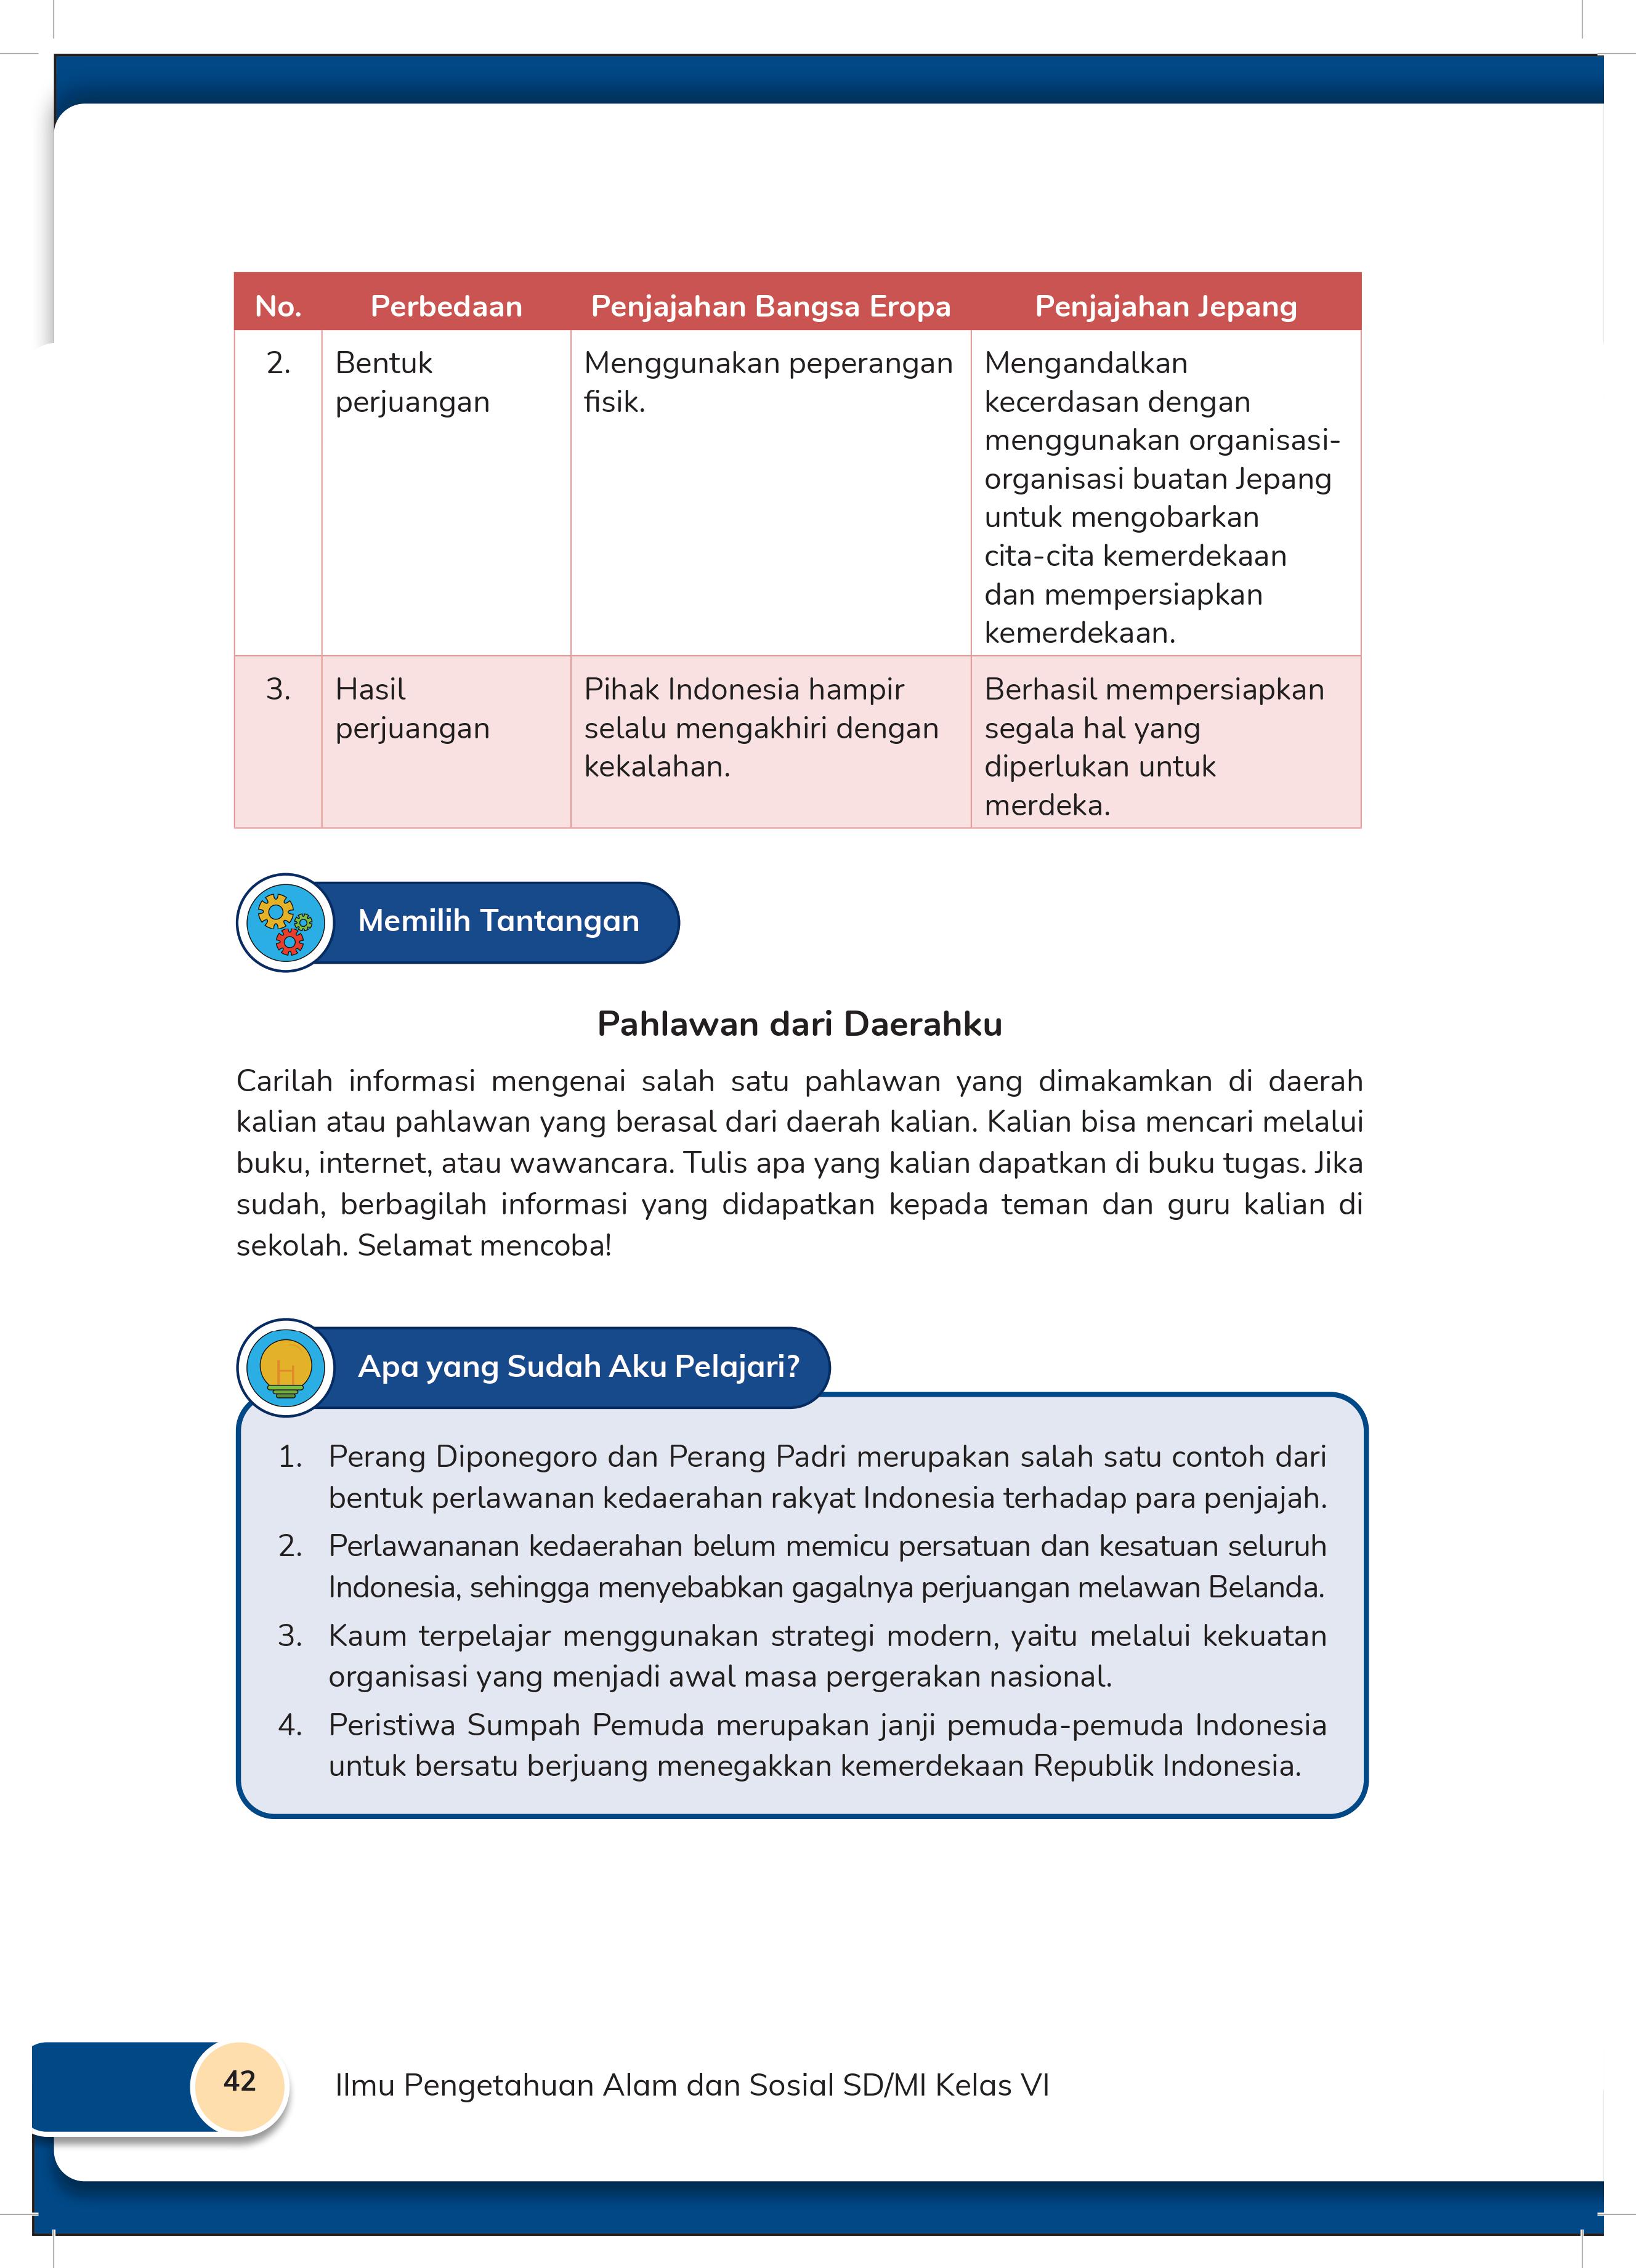 No. Perbedaan Penjajahan Bangsa Eropa Penjajahan Jepang
2. Bentuk
perjuangan
Menggunakan peperangan
fisik.
Mengandalkan
kecerdasan dengan
menggunakan organisasi-
organisasi buatan Jepang
untuk mengobarkan
cita-cita kemerdekaan
dan mempersiapkan
kemerdekaan.
3. Hasil
perjuangan
Pihak Indonesia hampir
selalu mengakhiri dengan
kekalahan.
Berhasil mempersiapkan
segala hal yang
diperlukan untuk
merdeka.
Memilih Tantangan
Pahlawan dari Daerahku
Carilah informasi mengenai salah satu pahlawan yang dimakamkan di daerah
kalian atau pahlawan yang berasal dari daerah kalian. Kalian bisa mencari melalui
buku, internet, atau wawancara. Tulis apa yang kalian dapatkan di buku tugas. Jika
sudah, berbagilah informasi yang didapatkan kepada teman dan guru kalian di
sekolah. Selamat mencoba!
Apa yang Sudah Aku Pelajari?
1. Perang Diponegoro dan Perang Padri merupakan salah satu contoh dari
bentuk perlawanan kedaerahan rakyat Indonesia terhadap para penjajah.
2. Perlawananan kedaerahan belum memicu persatuan dan kesatuan seluruh
Indonesia, sehingga menyebabkan gagalnya perjuangan melawan Belanda.
3. Kaum terpelajar menggunakan strategi modern, yaitu melalui kekuatan
organisasi yang menjadi awal masa pergerakan nasional.
4. Peristiwa Sumpah Pemuda merupakan janji pemuda-pemuda Indonesia
untuk bersatu berjuang menegakkan kemerdekaan Republik Indonesia.
42 Ilmu Pengetahuan Alam dan Sosial SD/MI Kelas VI